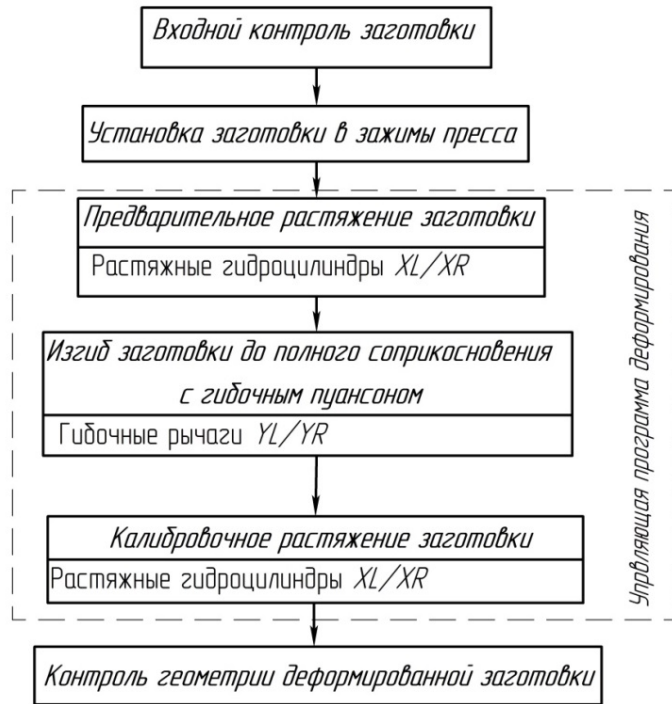 Входной контроль заготовки
Установка заготовки в зажимы пресса
Предварительное растяжение заготовки
Растяжные гидроцилиндры XL/XR
Изгиб заготовки до полного соприкосновения
с гибочным пуансоном
Гибочные рычаги YL/YR
Калибровочное растяжение заготовки
Растяжные гидроцилиндры XL/XR
Упрвляющая программа деформирования
Контроль геометрии деформированной заготовки